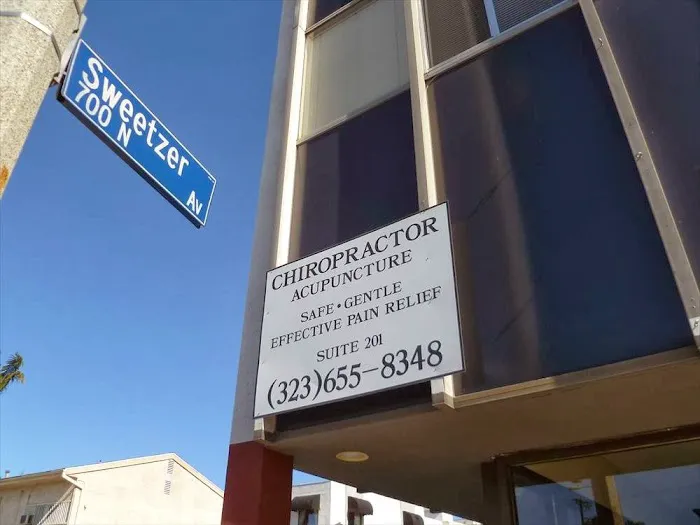 Sweetzer Av
700 N
CHIROPRACTOR
ACUPUNCTURE
SAFE • GENTLE
EFFECTIVE PAIN RELIEF
SUITE 201
(323)655-8348